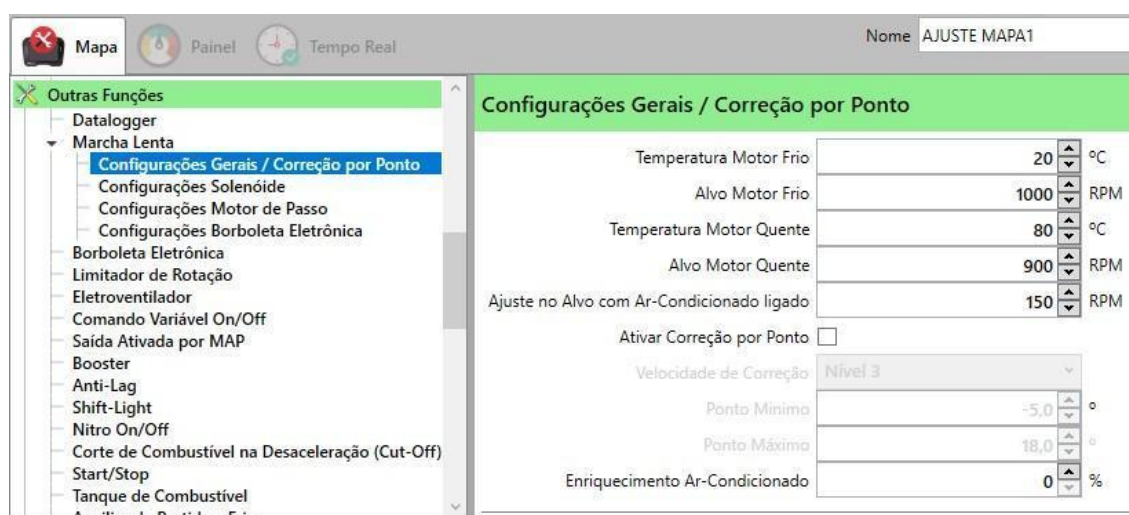 Mapa
Painel
Tempo Real
Nome AJUSTE MAPA1
Outras Funções
Datalogger
Marcha Lenta
Configurações Gerais / Correção por Ponto
Configurações Solenóide
Configurações Motor de Passo
Configurações Borboleta Eletrônica
Borboleta Eletrônica
Limitador de Rotação
Eletroventilador
Comando Variável On/Off
Saída Ativada por MAP
Booster
Anti-Lag
Shift-Light
Nitro On/Off
Corte de Combustível na Desaceleração (Cut-Off)
Start/Stop
Tanque de Combustível
Configurações Gerais / Correção por Ponto
Temperatura Motor Frio 20 ºC
Alvo Motor Frio 1000 RPM
Temperatura Motor Quente 80 ºC
Alvo Motor Quente 900 RPM
Ajuste no Alvo com Ar-Condicionado ligado 150 RPM
Ativar Correção por Ponto
Velocidade de Correção Nível 3
Ponto Mínimo -5,0 º
Ponto Máximo 18,0 º
Enriquecimento Ar-Condicionado 0 %